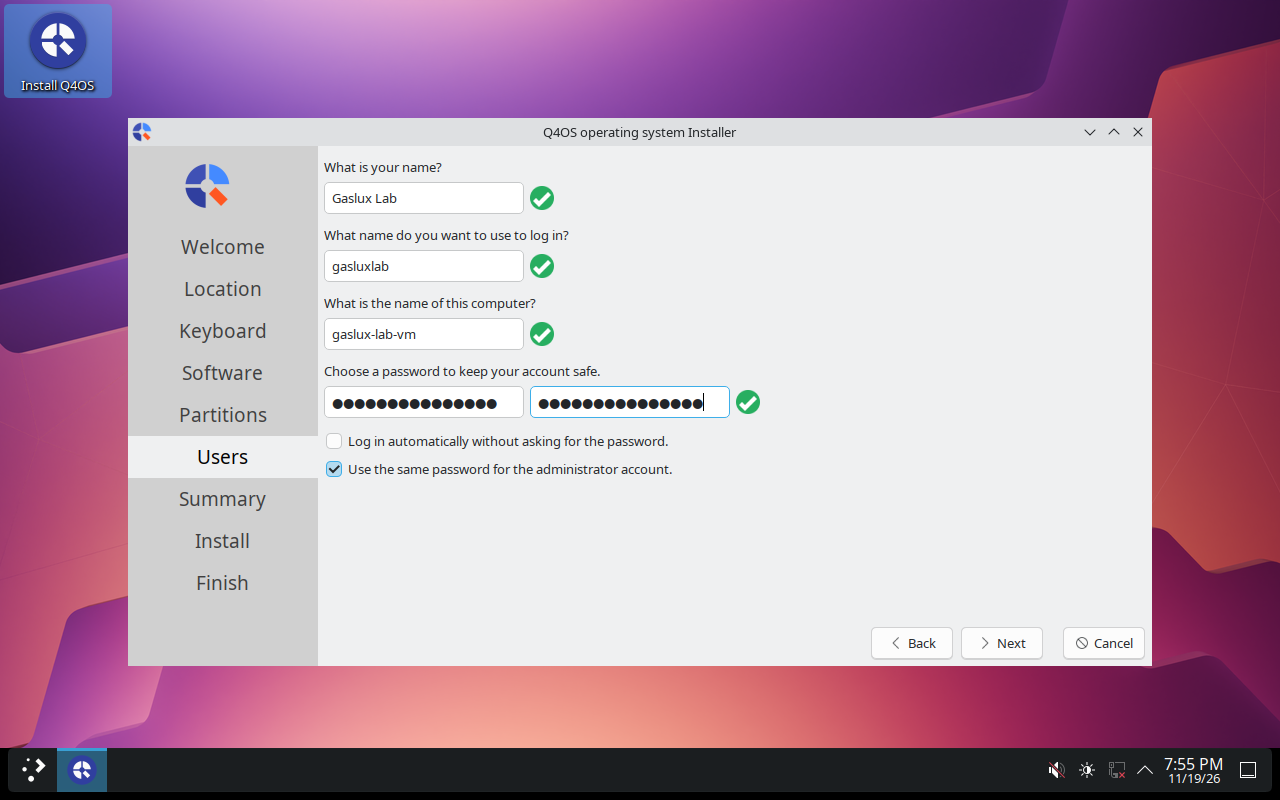 Install Q4OS
Q4OS operating system Installer
Welcome
Location
Keyboard
Software
Partitions
Users
Summary
Install
Finish
What is your name?
Gaslux Lab
What name do you want to use to log in?
gasluxlab
What is the name of this computer?
gaslux-lab-vm
Choose a password to keep your account safe.
●●●●●●●●●●●●●●● ●●●●●●●●●●●●●●●
Log in automatically without asking for the password.
Use the same password for the administrator account.
Back Next Cancel
7:55 PM
11/19/26